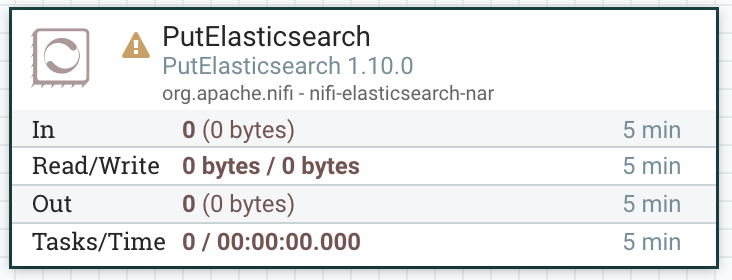 PutElasticsearch
PutElasticsearch 1.10.0
org.apache.nifi - nifi-elasticsearch-nar
In 0 (0 bytes) 5 min
Read/Write 0 bytes / 0 bytes 5 min
Out 0 (0 bytes) 5 min
Tasks/Time 0 / 00:00:00.000 5 min